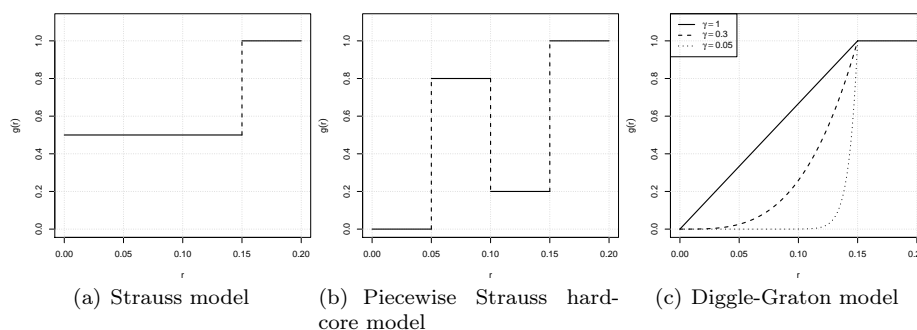 g(r)
1.0
0.8
0.6
0.4
0.2
0.0
0.00 0.05 0.10 0.15 0.20
r
(a) Strauss model
g(r)
1.0
0.8
0.6
0.4
0.2
0.0
0.00 0.05 0.10 0.15 0.20
r
(b) Piecewise Strauss hard-
core model
γ = 1
γ = 0.3
γ = 0.05
g(r)
1.0
0.8
0.6
0.4
0.2
0.0
0.00 0.05 0.10 0.15 0.20
r
(c) Diggle-Graton model